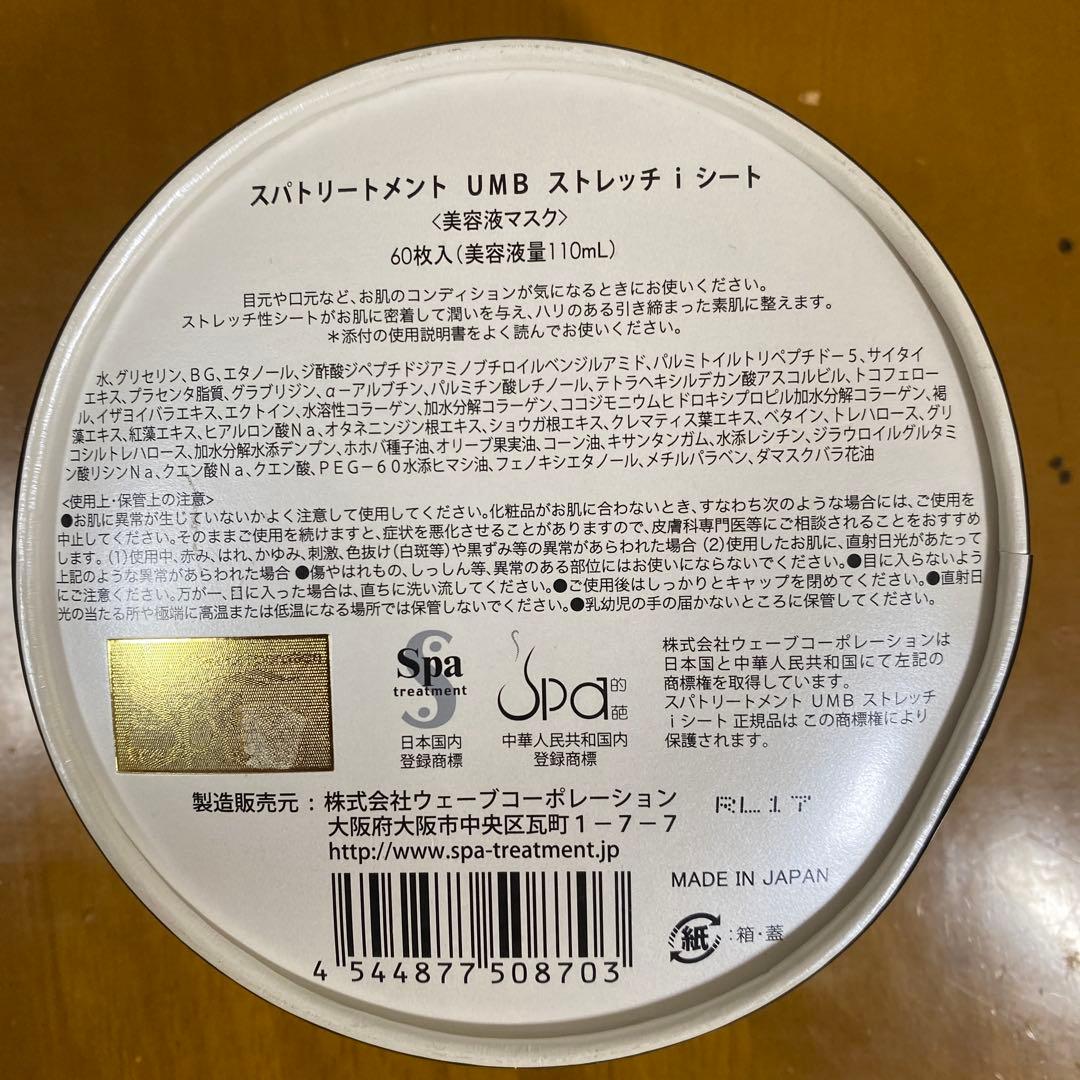 スパトリートメント UMB ストレッチ i シート
〈美容液マスク〉
60枚入(美容液量110mL)
目元や口元など、お肌のコンディションが気になるときにお使いください。
ストレッチ性シートがお肌に密着して潤いを与え、ハリのある引き締まった素肌に整えます。
＊添付の使用説明書をよく読んでお使いください。
水、グリセリン、BG、エタノール、ジ酢酸ジペプチドジアミノブチロイルベンジルアミド、パルミトイルトリペプチドー5、サイタイ
エキス、プラセンタ脂質、グラブリジン、α－アルブチン、パルミチン酸レチノール、テトラヘキシルデカン酸アスコルビル、トコフェロー
ル、イザヨイバラエキス、エクトイン、水溶性コラーゲン、加水分解コラーゲン、ココジモニウムヒドロキシプロピル加水分解コラーゲン、褐
藻エキス、紅藻エキス、ヒアルロン酸Na、オタネニンジン根エキス、ショウガ根エキス、クレマティス葉エキス、ベタイン、トレハロース、グリ
コシルトレハロース、加水分解水添デンプン、ホホバ種子油、オリーブ果実油、コーン油、キサンタンガム、水添レシチン、ジラウロイルグルタミ
ン酸リシンNa、クエン酸Na、クエン酸、PEG－60水添ヒマシ油、フェノキシエタノール、メチルパラベン、ダマスクバラ花油
<使用上・保管上の注意>
●お肌に異常が生じていないかよく注意して使用してください。化粧品がお肌に合わないとき、すなわち次のような場合には、ご使用を
中止してください。そのままご使用を続けますと、症状を悪化させることがありますので、皮膚科専門医等にご相談されることをおすすめ
します。(1)使用中、赤み、はれ、かゆみ、刺激、色抜け(白斑等)や黒ずみ等の異常があらわれた場合 (2)使用したお肌に、直射日光があたって
上記のような異常があらわれた場合 ●傷やはれもの、しっしん等、異常のある部位にはお使いにならないでください。●目に入らないよう
にご注意ください。万が一、目に入った場合は、直ちに洗い流してください。●ご使用後はしっかりとキャップを閉めてください。●直射日
光の当たる所や極端に高温または低温になる場所では保管しないでください。●乳幼児の手の届かないところに保管してください。
Spa
treatment
日本国内
登録商標
Spa的葩
中華人民共和国内
登録商標
株式会社ウェーブコーポレーションは
日本国と中華人民共和国にて左記の
商標権を取得しています。
スパトリートメント UMB ストレッチ
i シート 正規品は この商標権により
保護されます。
製造販売元：株式会社ウェーブコーポレーション
大阪府大阪市中央区瓦町1－7－7
http://www.spa-treatment.jp
RL17
MADE IN JAPAN
紙：箱・蓋
4 544877 508703